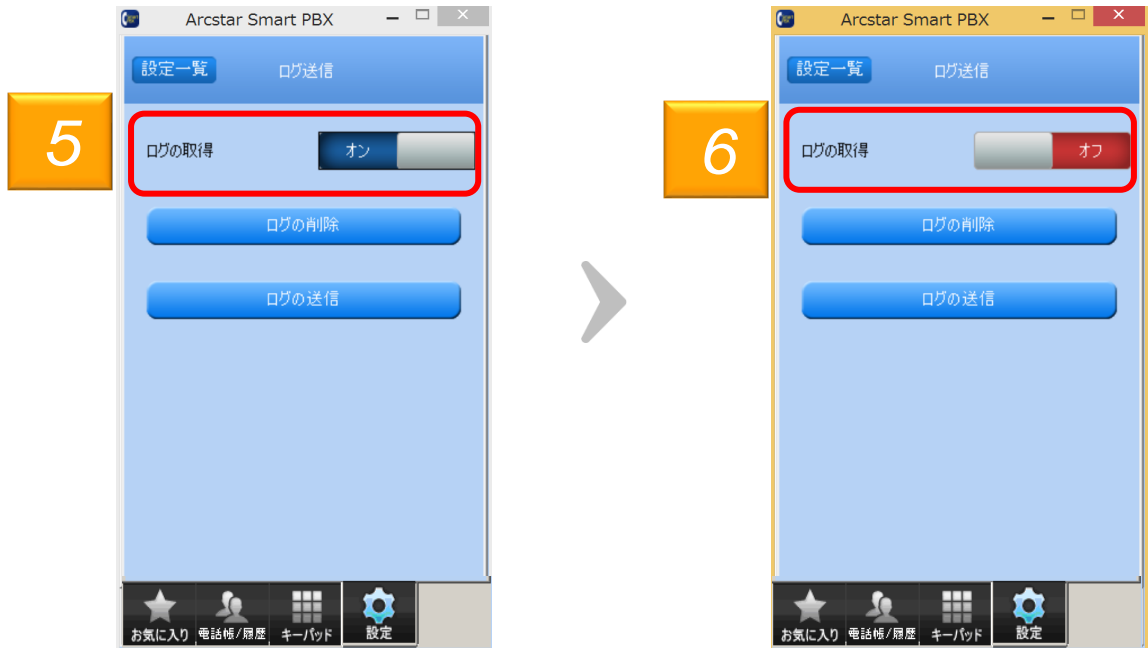 Arcstar Smart PBX
設定一覧 ログ送信
5
ログの取得 オン
ログの削除
ログの送信
お気に入り 電話帳/履歴 キーパッド 設定
Arcstar Smart PBX
設定一覧 ログ送信
6
ログの取得 オフ
ログの削除
ログの送信
お気に入り 電話帳/履歴 キーパッド 設定